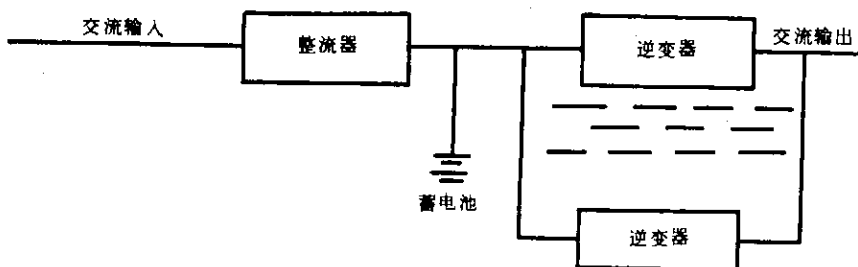 交流输入
整流器
逆变器
交流输出
蓄电池
逆变器